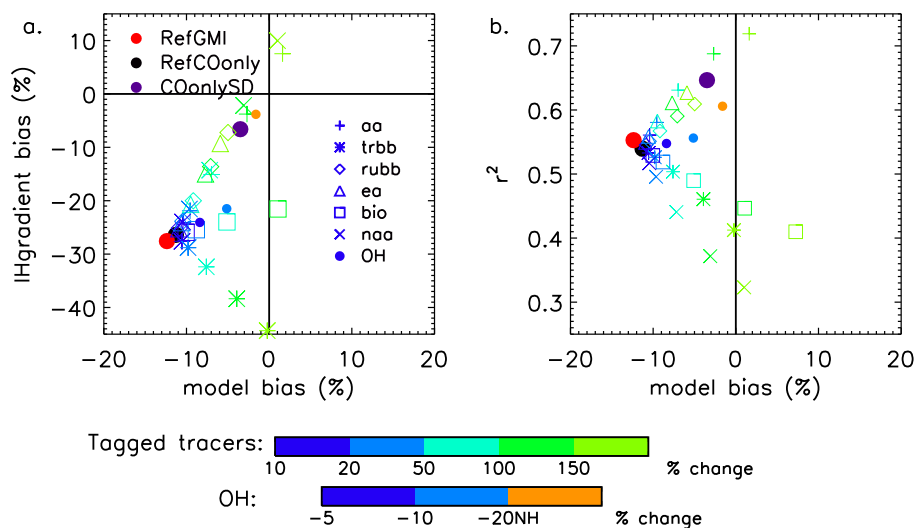 a.
RefGMI
RefCOonly
COonlySD
IHgradient bias (%)
10
0
−10
−20
−30
−40
aa
trbb
rubb
ea
bio
naa
OH
−20 −10 0 10 20
model bias (%)
b.
r²
0.7
0.6
0.5
0.4
0.3
−20 −10 0 10 20
model bias (%)
Tagged tracers:
10 20 50 100 150 % change
OH:
−5 −10 −20NH % change